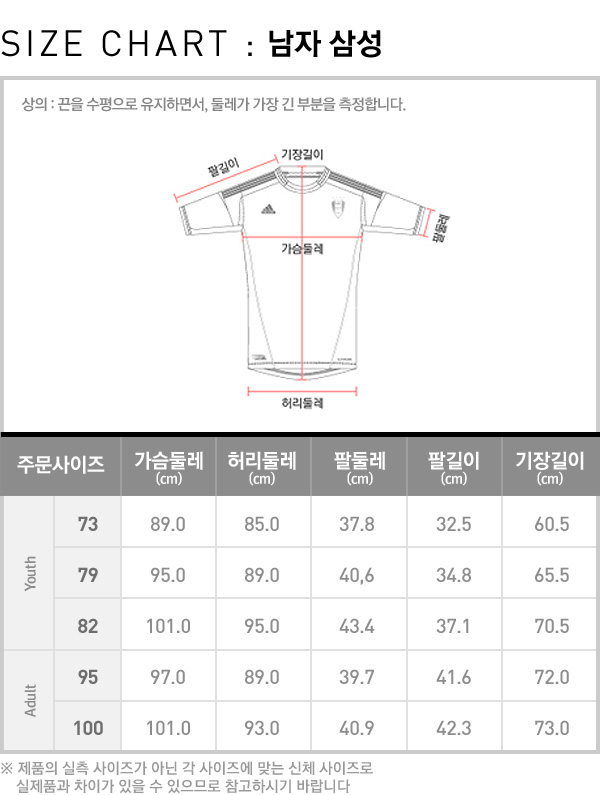 SIZE CHART : 남자 삼성
상의 : 끈을 수평으로 유지하면서, 둘레가 가장 긴 부분을 측정합니다.
기장길이
팔길이
팔둘레
가슴둘레
허리둘레
주문사이즈 가슴둘레 (cm) 허리둘레 (cm) 팔둘레 (cm) 팔길이 (cm) 기장길이 (cm)
Youth
73 89.0 85.0 37.8 32.5 60.5
79 95.0 89.0 40,6 34.8 65.5
82 101.0 95.0 43.4 37.1 70.5
Adult
95 97.0 89.0 39.7 41.6 72.0
100 101.0 93.0 40.9 42.3 73.0
※ 제품의 실측 사이즈가 아닌 각 사이즈에 맞는 신체 사이즈로
실제품과 차이가 있을 수 있으므로 참고하시기 바랍니다